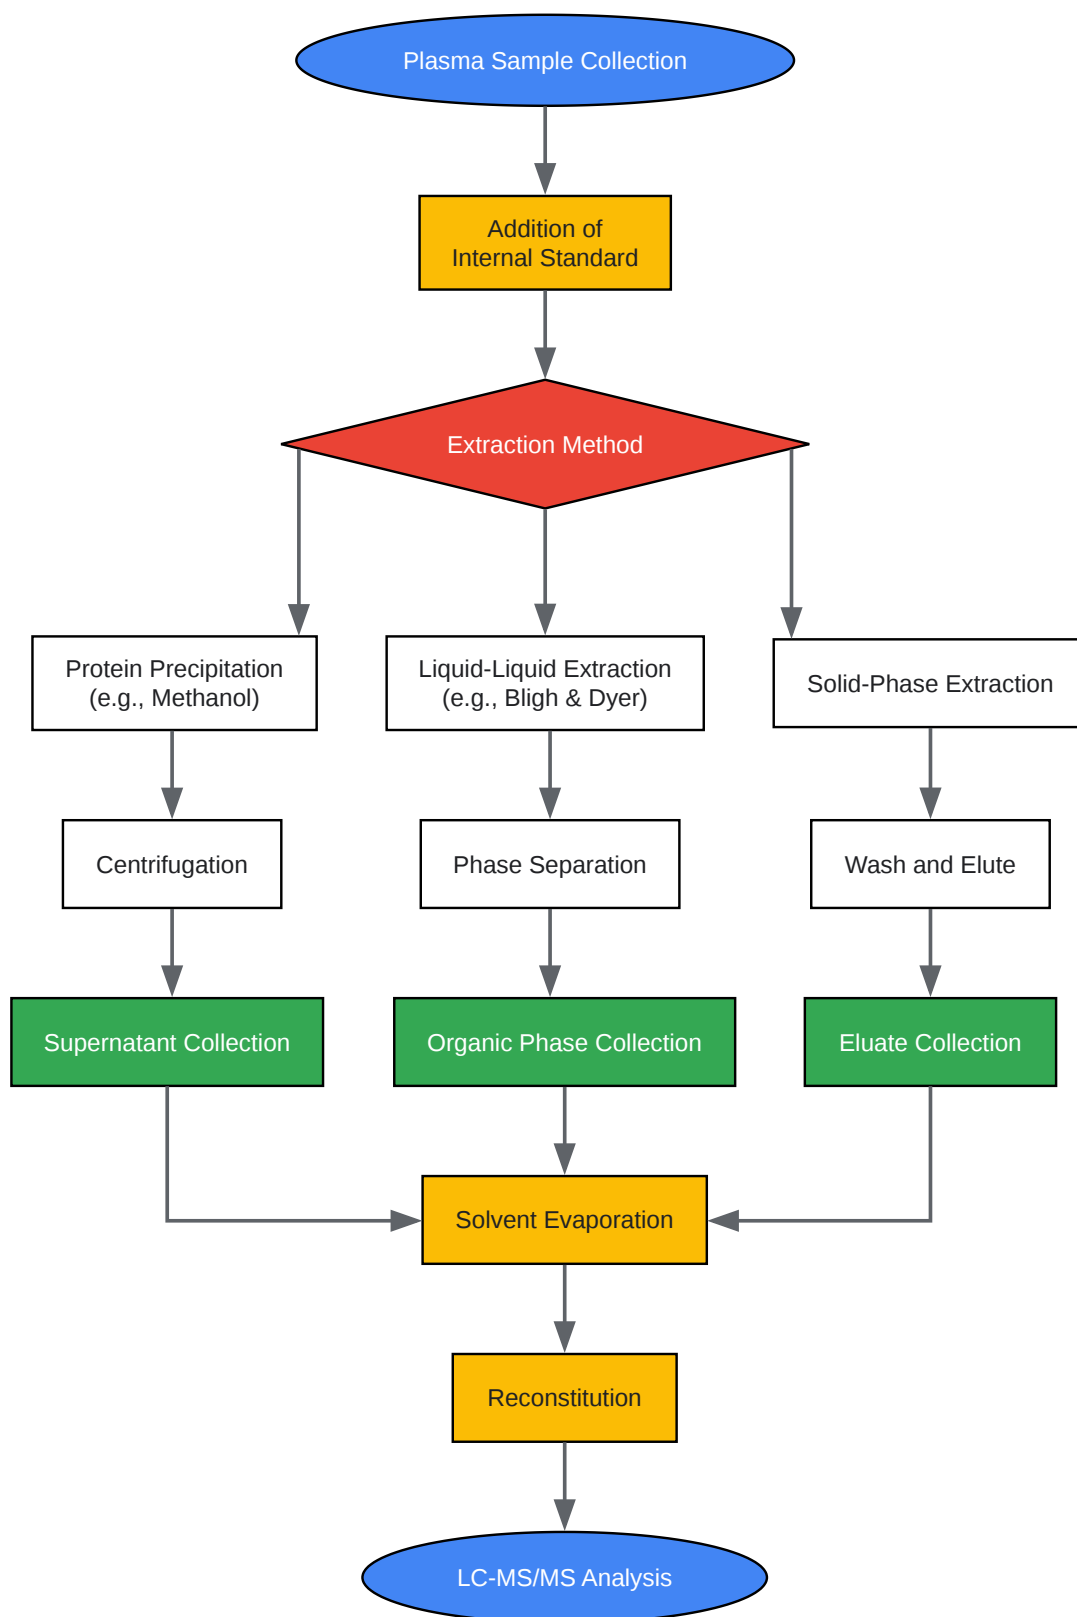 Plasma Sample Collection
Addition of
Internal Standard
Extraction Method
Protein Precipitation
(e.g., Methanol)
Liquid-Liquid Extraction
(e.g., Bligh & Dyer)
Solid-Phase Extraction
Centrifugation
Phase Separation
Wash and Elute
Supernatant Collection
Organic Phase Collection
Eluate Collection
Solvent Evaporation
Reconstitution
LC-MS/MS Analysis